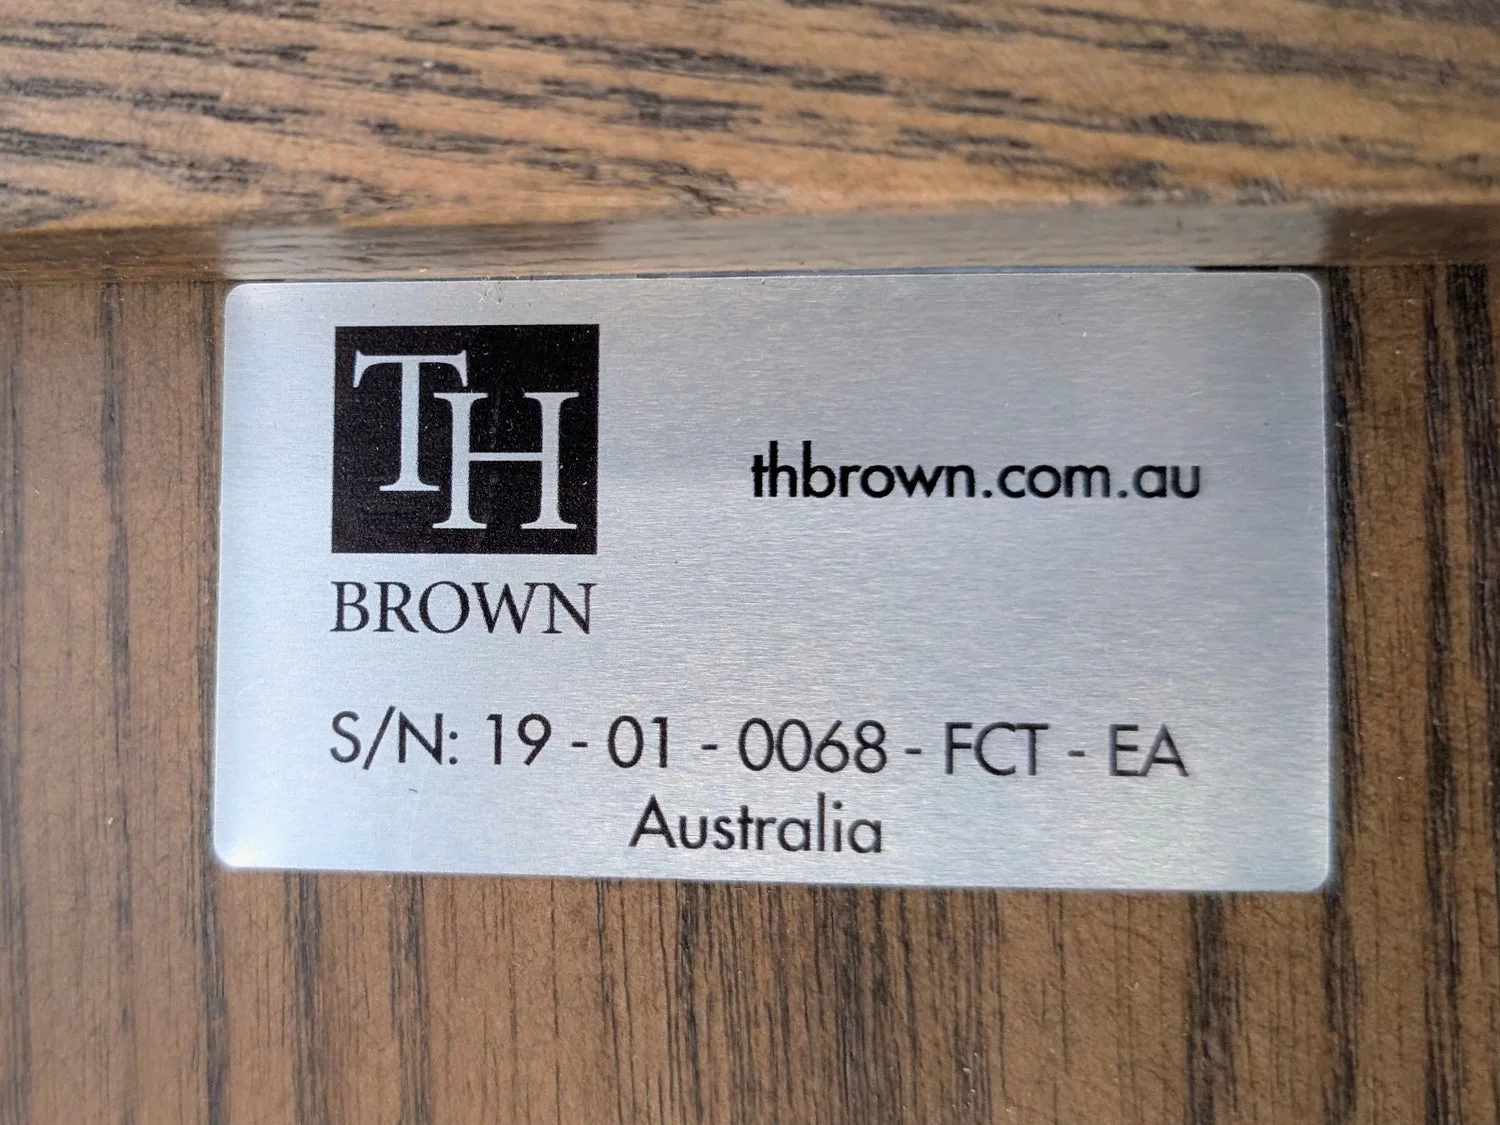 TH
BROWN
thbrown.com.au
S/N: 19 - 01 - 0068 - FCT - EA
Australia